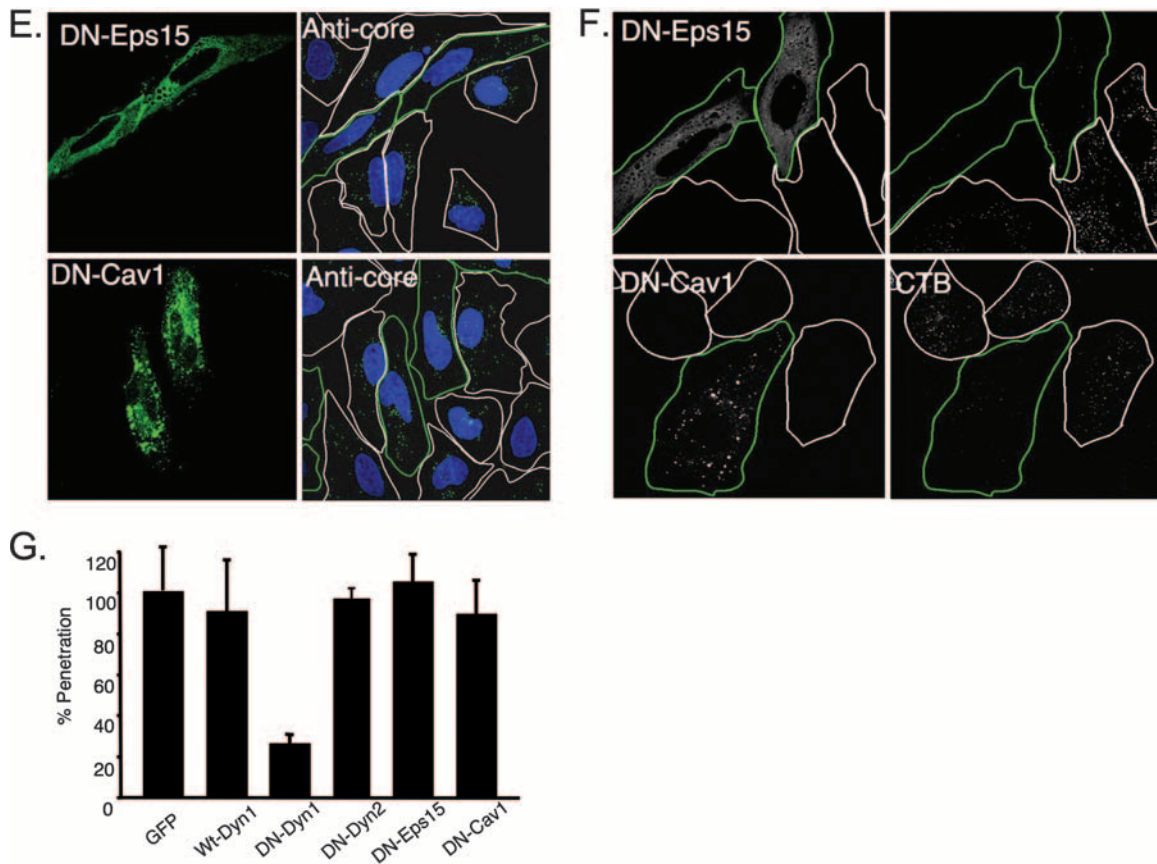 E.
DN-Eps15
Anti-core
DN-Cav1
Anti-core
F.
DN-Eps15
DN-Cav1
CTB
G.
% Penetration
120
100
80
60
40
20
0
GFP
Wt-Dyn1
DN-Dyn1
DN-Dyn2
DN-Eps15
DN-Cav1